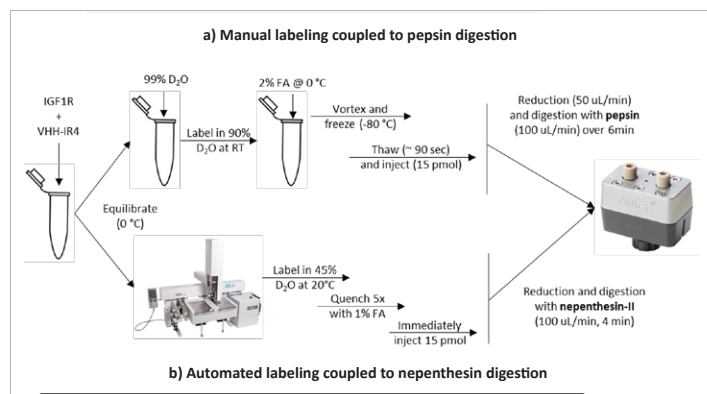 a) Manual labeling coupled to pepsin digestion
IGF1R
+
VHH-IR4
99% D₂O
Label in 90%
D₂O at RT
2% FA @ 0 °C
Vortex and
freeze (-80 °C)
Thaw (~ 90 sec)
and inject (15 pmol)
Reduction (50 uL/min)
and digestion with pepsin
(100 uL/min) over 6min
Equilibrate
(0 °C)
Label in 45%
D₂O at 20°C
Quench 5x
with 1% FA
Immediately
inject 15 pmol
Reduction and digestion
with nepenthesin-II
(100 uL/min, 4 min)
b) Automated labeling coupled to nepenthesin digestion